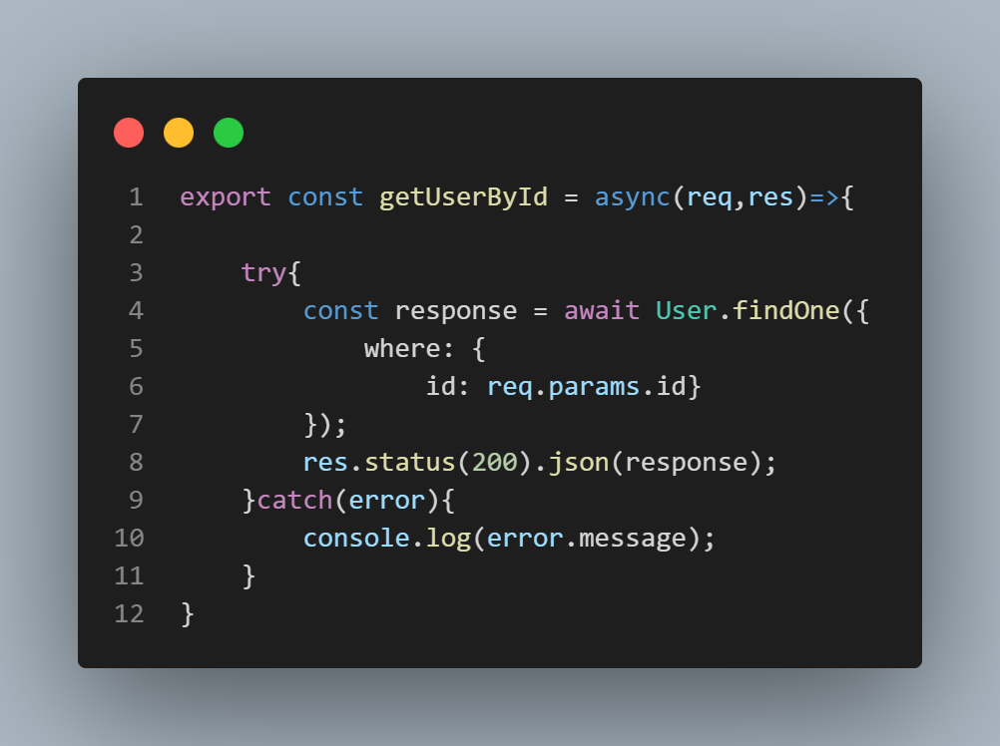 1 export const getUserById = async(req,res)=>{
2
3     try{
4         const response = await User.findOne({
5             where: {
6                 id: req.params.id}
7         });
8         res.status(200).json(response);
9     }catch(error){
10         console.log(error.message);
11     }
12 }